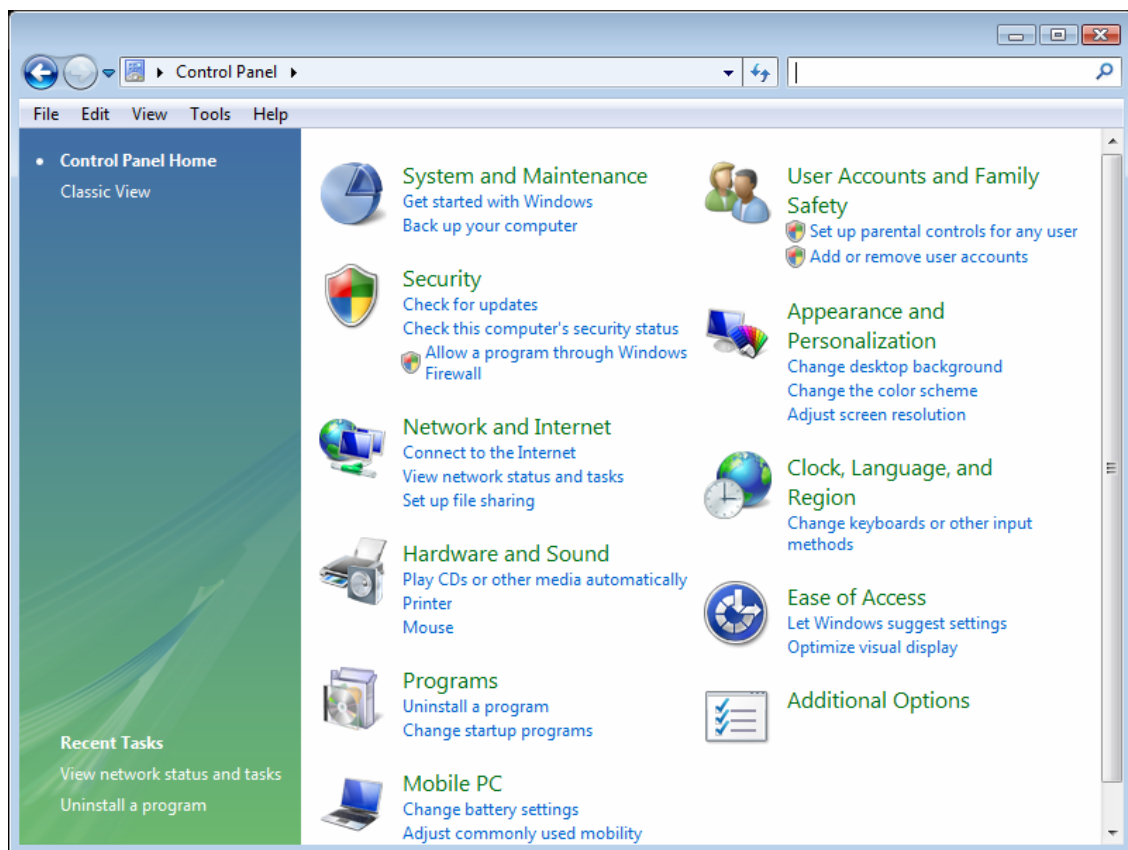 Control Panel
File Edit View Tools Help
Control Panel Home
Classic View
Recent Tasks
View network status and tasks
Uninstall a program
System and Maintenance
Get started with Windows
Back up your computer
Security
Check for updates
Check this computer's security status
Allow a program through Windows
Firewall
Network and Internet
Connect to the Internet
View network status and tasks
Set up file sharing
Hardware and Sound
Play CDs or other media automatically
Printer
Mouse
Programs
Uninstall a program
Change startup programs
Mobile PC
Change battery settings
Adjust commonly used mobility
User Accounts and Family
Safety
Set up parental controls for any user
Add or remove user accounts
Appearance and
Personalization
Change desktop background
Change the color scheme
Adjust screen resolution
Clock, Language, and
Region
Change keyboards or other input
methods
Ease of Access
Let Windows suggest settings
Optimize visual display
Additional Options